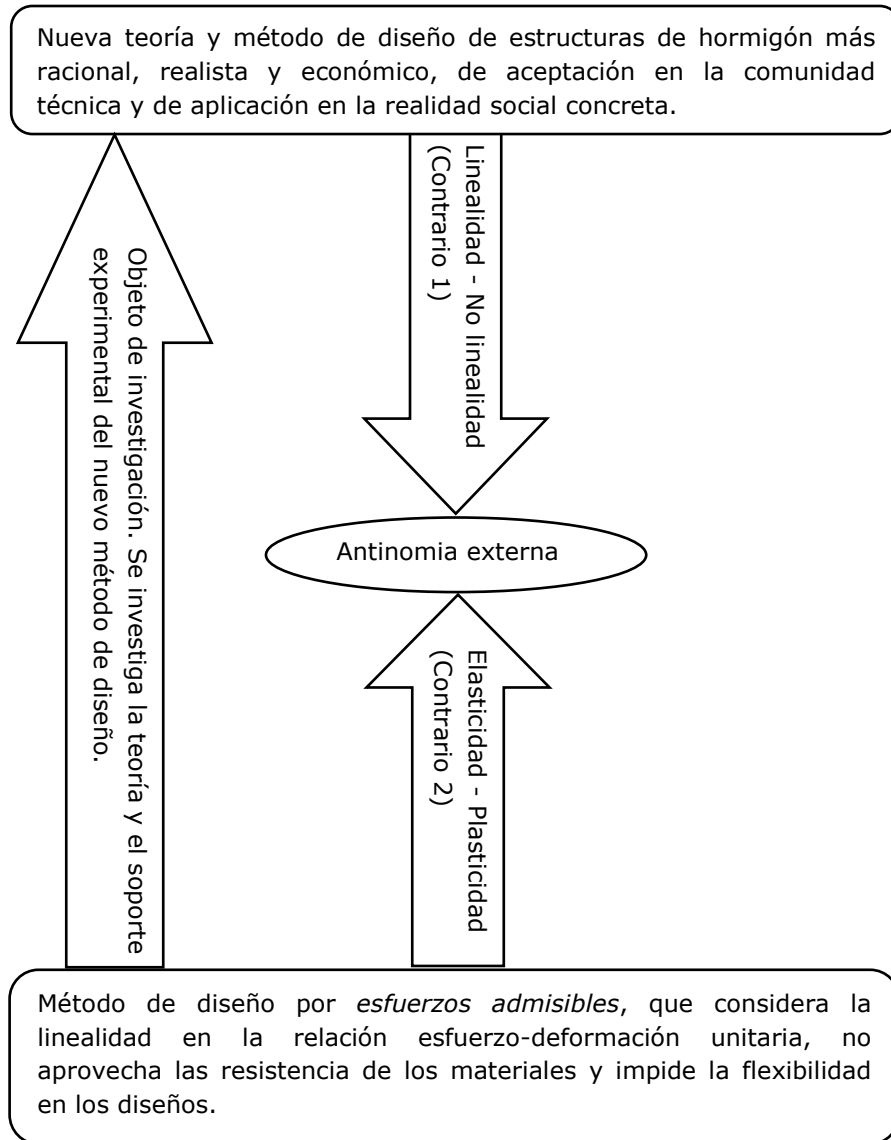 Nueva teoría y método de diseño de estructuras de hormigón más
racional, realista y económico, de aceptación en la comunidad
técnica y de aplicación en la realidad social concreta.
Objeto de investigación. Se investiga la teoría y el soporte
experimental del nuevo método de diseño.
Linealidad - No linealidad
(Contrario 1)
Antinomia externa
Elasticidad - Plasticidad
(Contrario 2)
Método de diseño por esfuerzos admisibles, que considera la
linealidad en la relación esfuerzo-deformación unitaria, no
aprovecha las resistencia de los materiales y impide la flexibilidad
en los diseños.